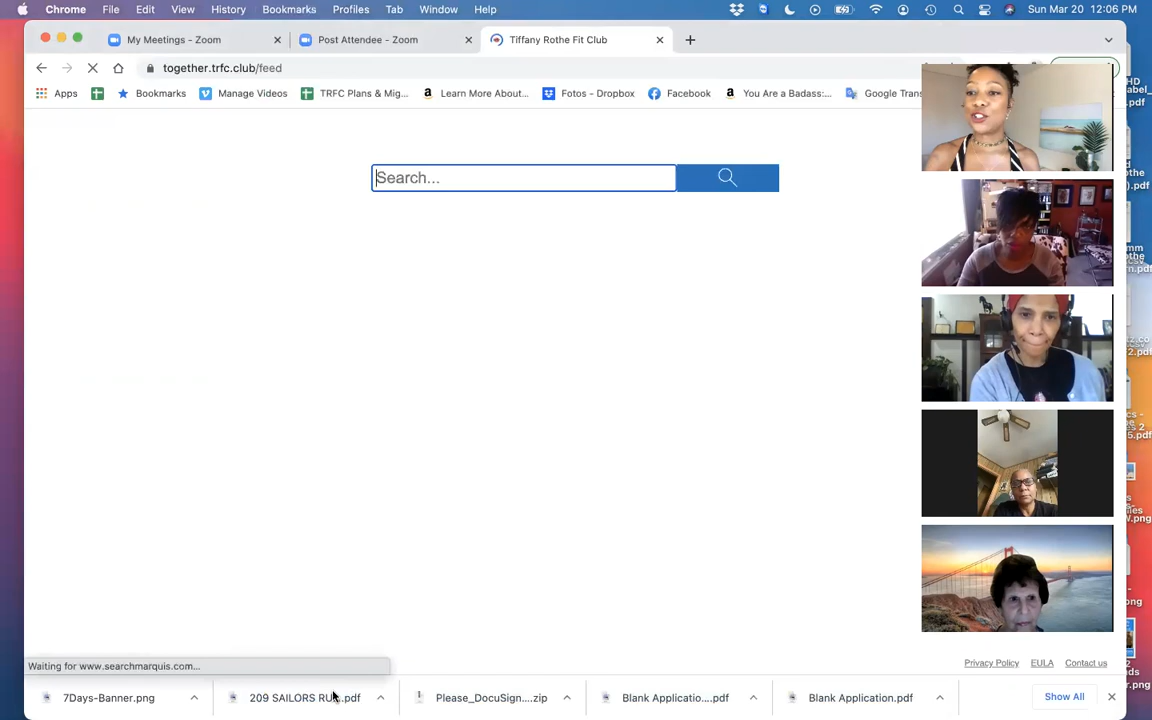 Chrome File Edit View History Bookmarks Profiles Tab Window Help Sun Mar 20 12:06 PM
My Meetings - Zoom Post Attendee - Zoom Tiffany Rothe Fit Club
together.trfc.club/feed
Apps Bookmarks Manage Videos TRFC Plans & Mig... Learn More About... Fotos - Dropbox Facebook You Are a Badass:... Google Tran
Search...
Privacy Policy EULA Contact us
Waiting for www.searchmarquis.com...
7Days-Banner.png 209 SAILORS RU....pdf Please_DocuSign....zip Blank Applicatio....pdf Blank Application.pdf Show All